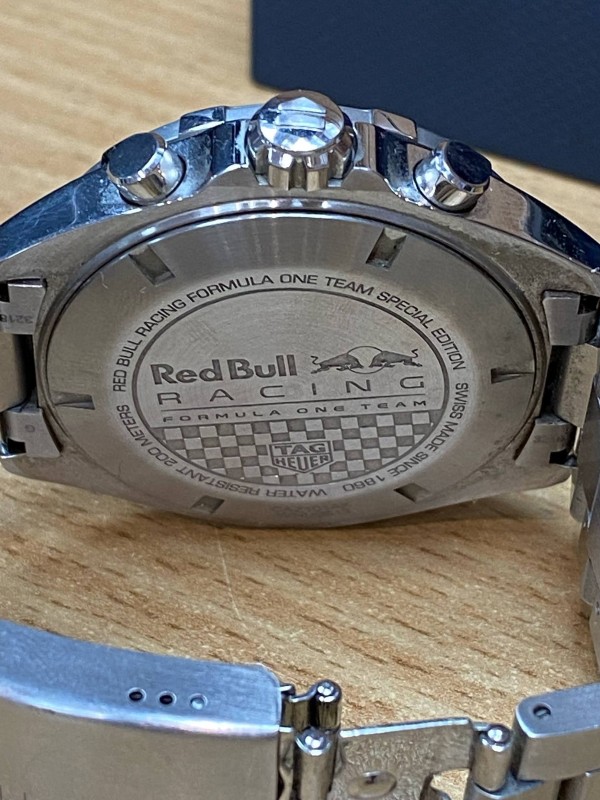 RED BULL RACING FORMULA ONE TEAM SPECIAL EDITION
SWISS MADE SINCE 1860
WATER RESISTANT 200 METERS
Red Bull
RACING
FORMULA ONE TEAM
TAG
HEUER